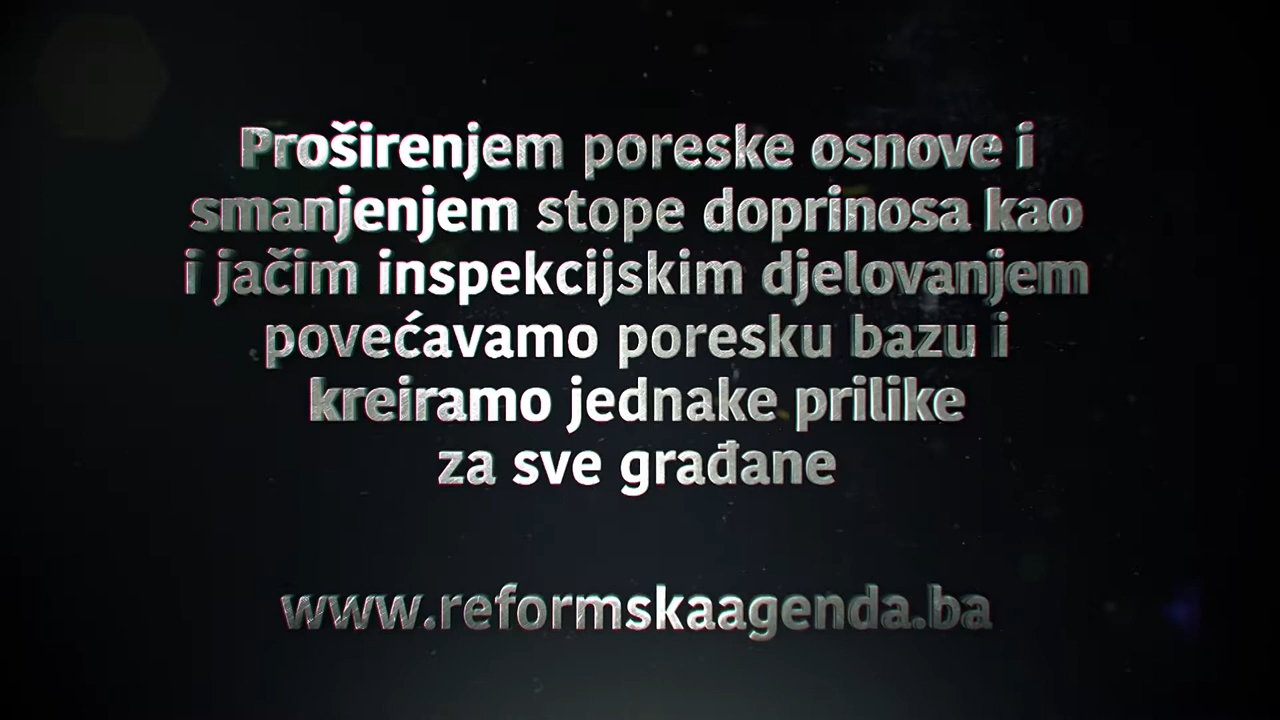 Proširenjem poreske osnove i
smanjenjem stope doprinosa kao
i jačim inspekcijskim djelovanjem
povećavamo poresku bazu i
kreiramo jednake prilike
za sve građane
www.reformskaagenda.ba